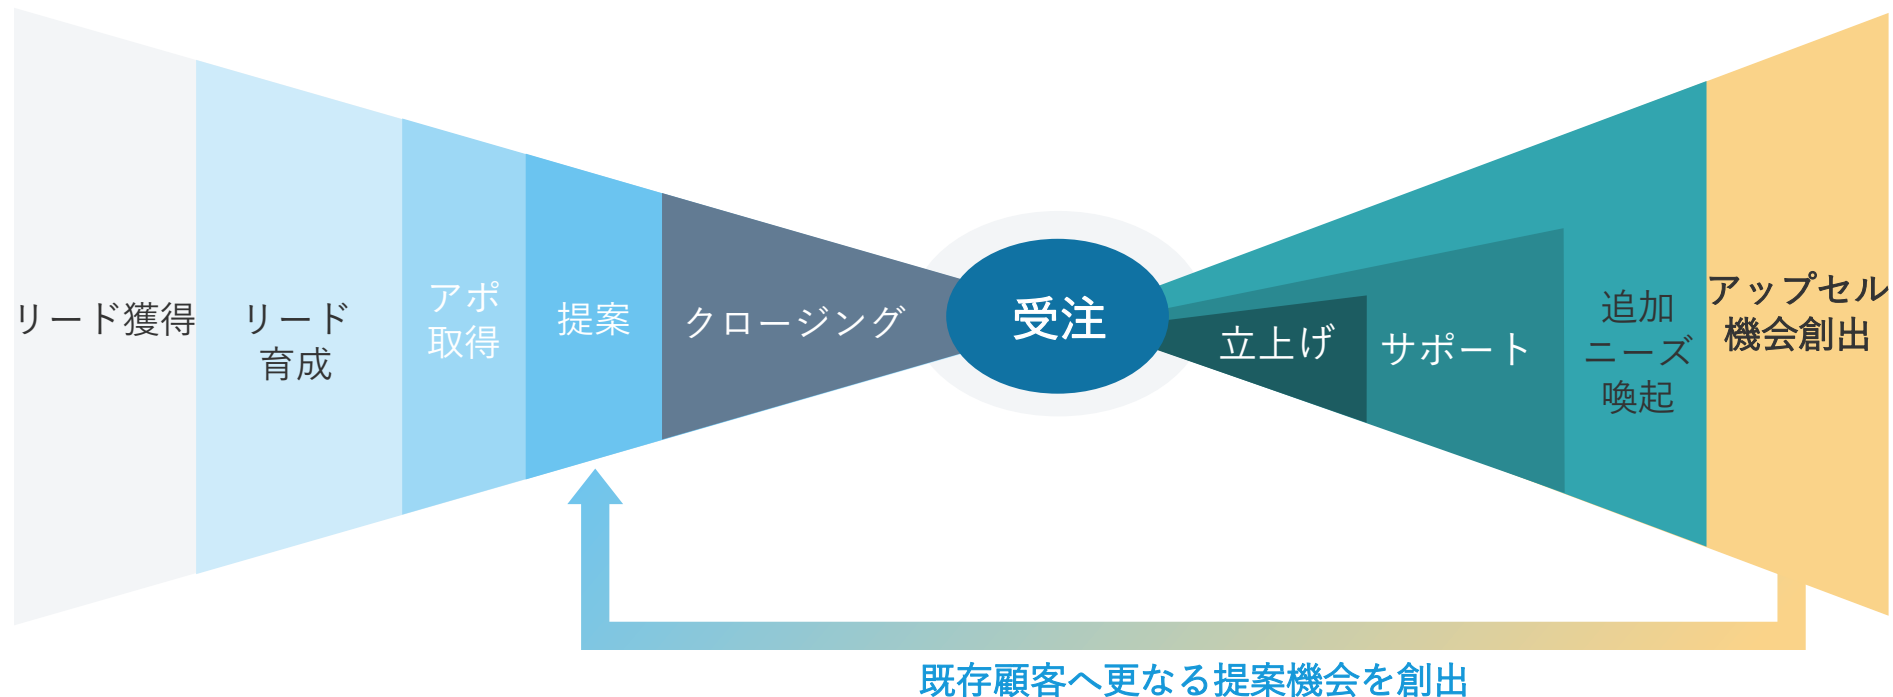 リード獲得
リード
育成
アポ
取得
提案
クロージング
受注
立上げ
サポート
追加
ニーズ
喚起
アップセル
機会創出
既存顧客へ更なる提案機会を創出